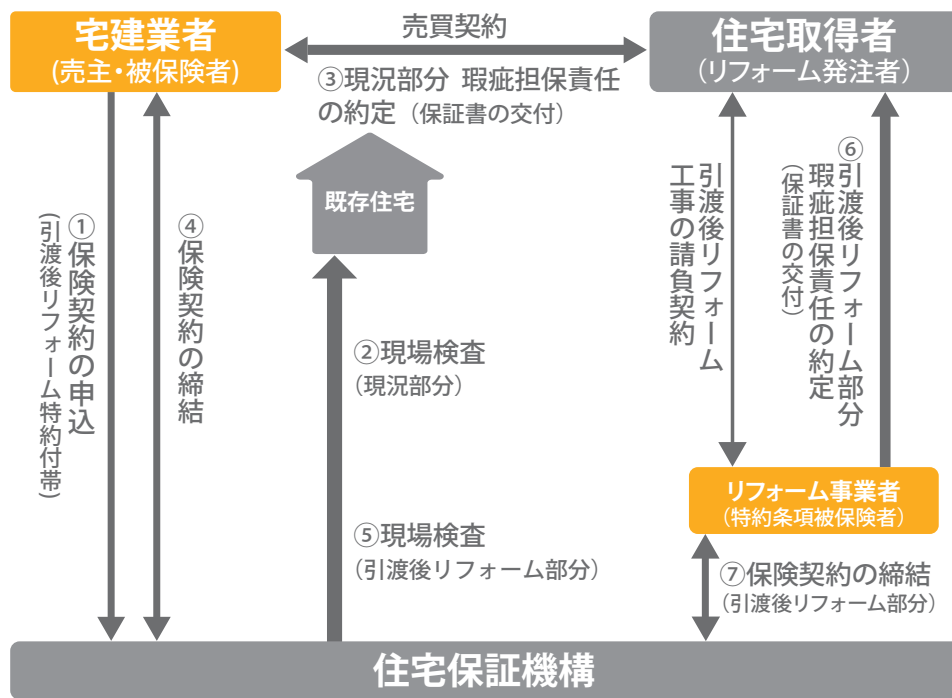 宅建業者
(売主・被保険者)
売買契約
住宅取得者
(リフォーム発注者)
③現況部分 瑕疵担保責任
の約定(保証書の交付)
既存住宅
①保険契約の申込
(引渡後リフォーム特約付帯)
④保険契約の締結
②現場検査
(現況部分)
⑤現場検査
(引渡後リフォーム部分)
引渡後リフォーム
工事の請負契約
⑥引渡後リフォーム部分
瑕疵担保責任の約定
(保証書の交付)
リフォーム事業者
(特約条項被保険者)
⑦保険契約の締結
(引渡後リフォーム部分)
住宅保証機構